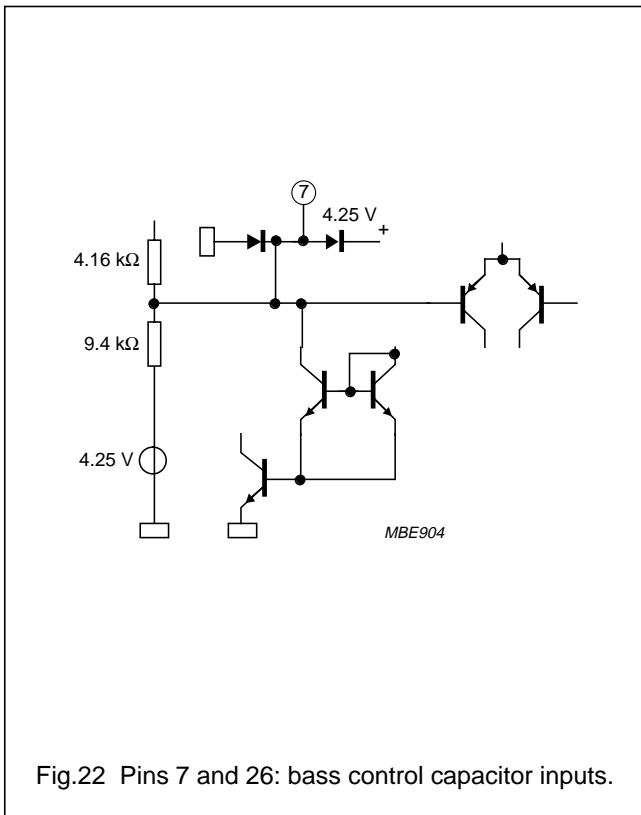 7
4.25 V
+
4.16 kΩ
9.4 kΩ
4.25 V
MBE904
Fig.22 Pins 7 and 26: bass control capacitor inputs.